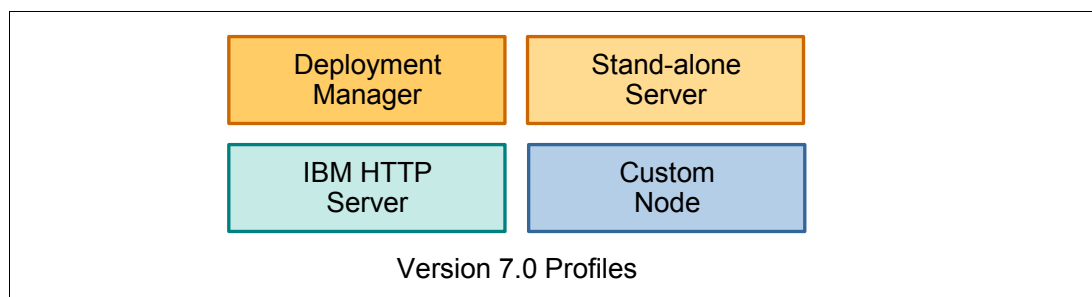 Deployment
Manager
Stand-alone
Server
IBM HTTP
Server
Custom
Node
Version 7.0 Profiles